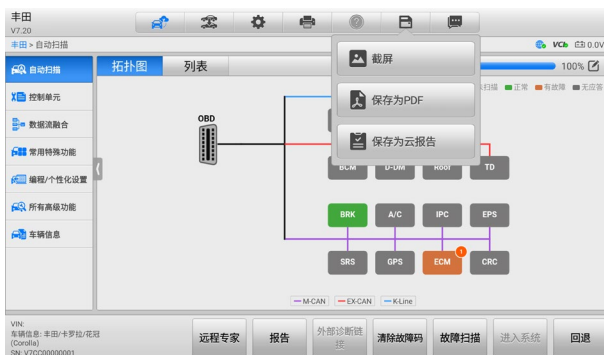 丰田
V7.20
丰田 > 自动扫描
VCI
0.0V
自动扫描
控制单元
数据流融合
常用特殊功能
编程/个性化设置
所有高级功能
车辆信息
拓扑图
列表
截屏
保存为PDF
保存为云报告
100%
扫描 正常 有故障 无应答
OBD
BCM D-DM Roof TD
BRK A/C IPC EPS
SRS GPS ECM 1 CRC
M-CAN EX-CAN K-Line
VIN:
车辆信息: 丰田/卡罗拉/花冠
(Corolla)
SN: V7CC00000001
远程专家
报告
外部诊断链接
清除故障码
故障扫描
进入系统
回退